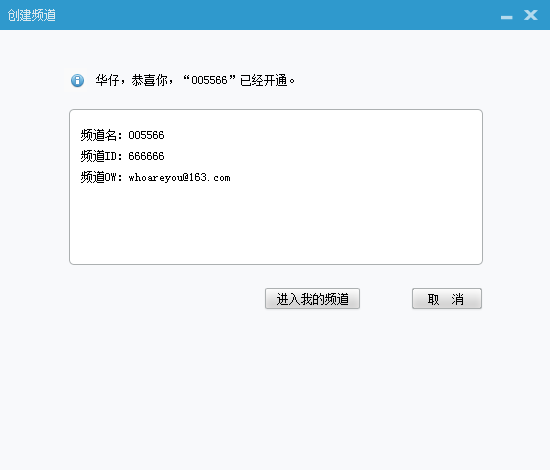 创建频道
华仔，恭喜你，“005566”已经开通。
频道名：005566
频道ID：666666
频道OW：whoareyou@163.com
进入我的频道
取 消